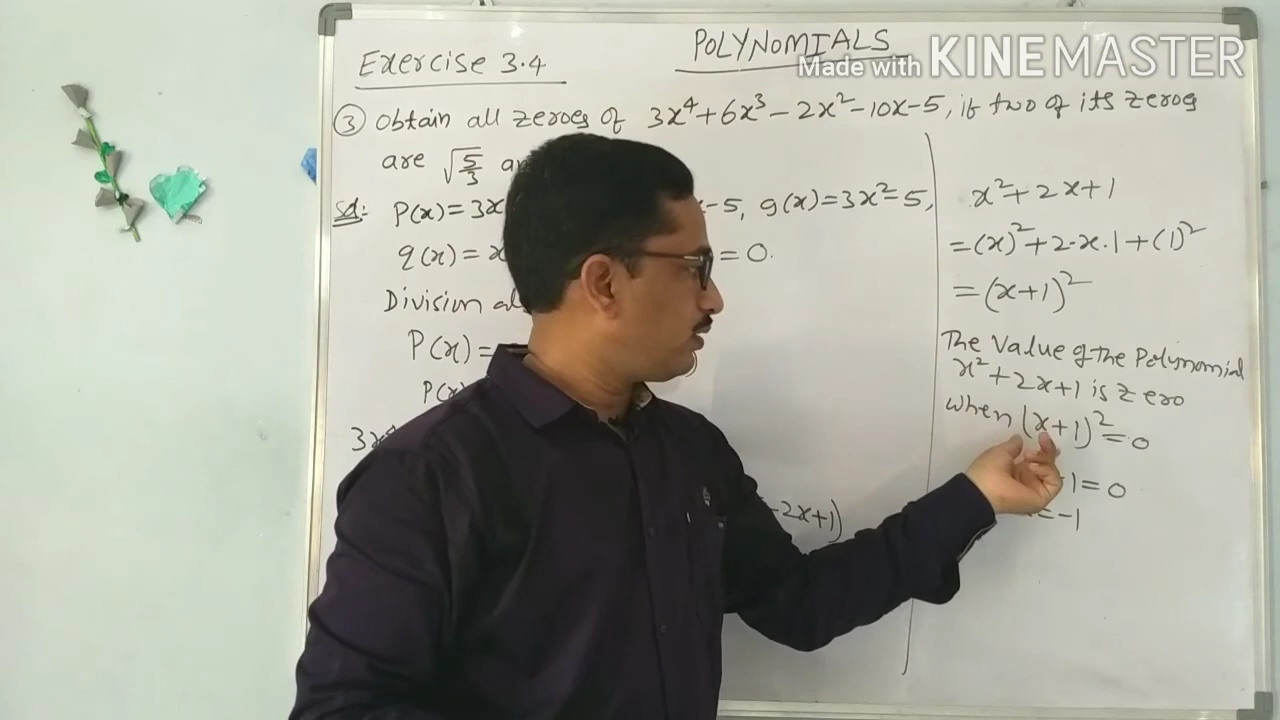 POLYNOMIALS
Made with KINEMASTER
Exercise 3.4
③ Obtain all zeroes of 3x⁴+6x³-2x²-10x-5, if two of its zeros
are √5/3
Sol: P(x)=3x -5, g(x)=3x²-5,
q(x)=x =0.
Division al
P(x)=
P(x)
3x
-2x+1)
x²+2x+1
=(x)²+2·x·1+(1)²
=(x+1)²
The Value of the Polynomial
x²+2x+1 is zero
when (x+1)²=0
1=0
=-1